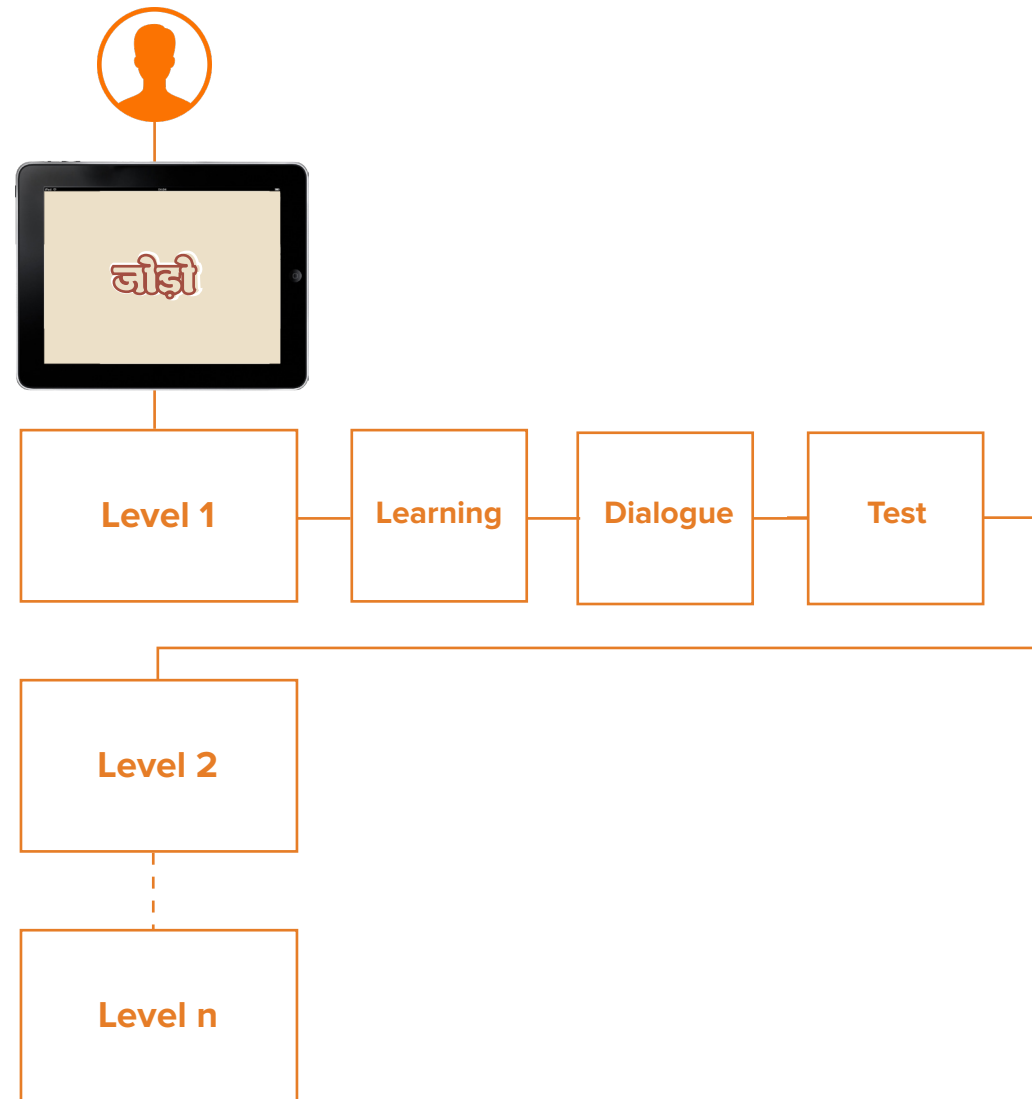 जोड़ो
Level 1
Learning
Dialogue
Test
Level 2
Level n